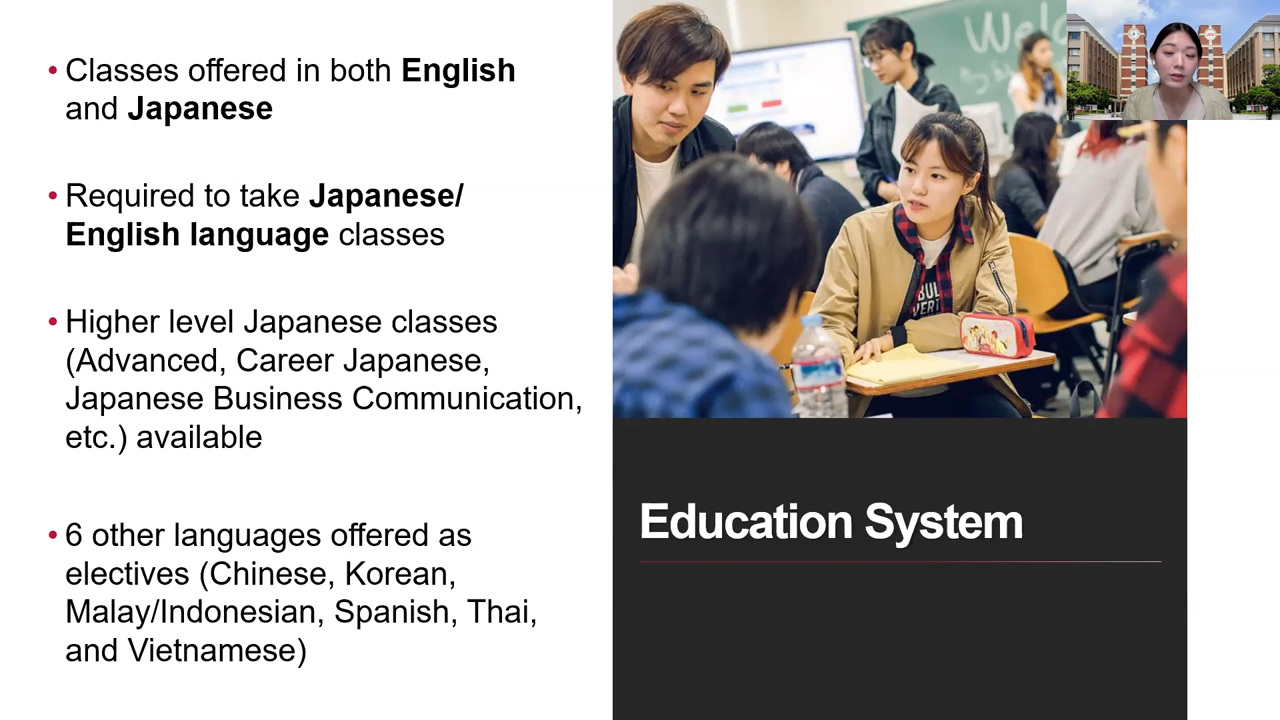 • Classes offered in both English
and Japanese
• Required to take Japanese/
English language classes
• Higher level Japanese classes
(Advanced, Career Japanese,
Japanese Business Communication,
etc.) available
• 6 other languages offered as
electives (Chinese, Korean,
Malay/Indonesian, Spanish, Thai,
and Vietnamese)
Education System